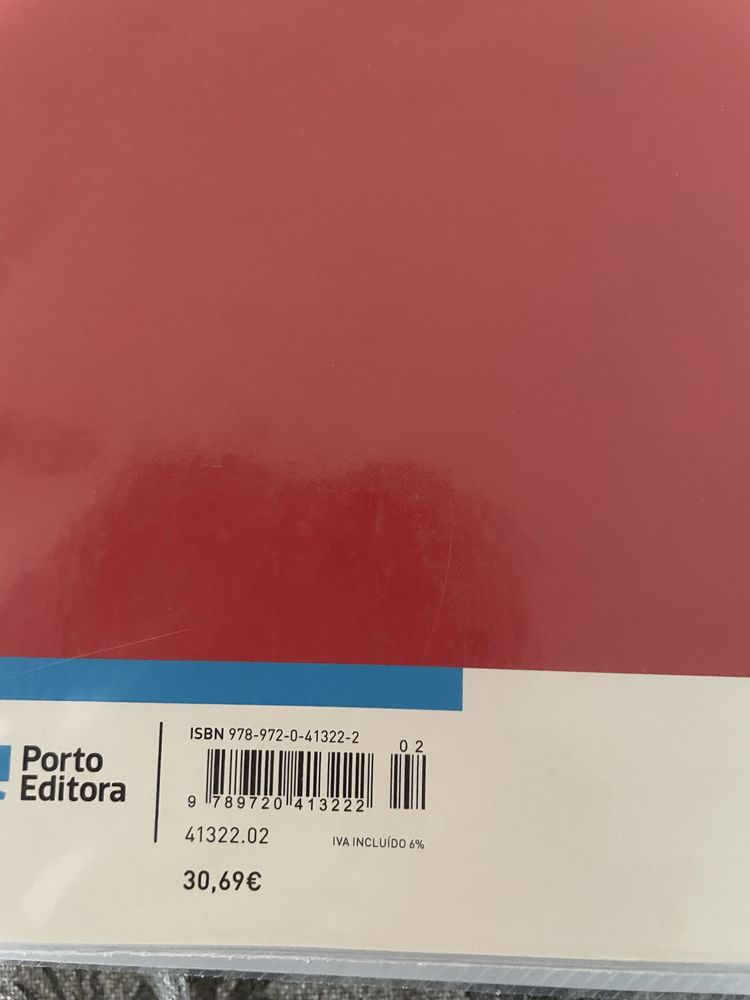 Porto
Editora
ISBN 978-972-0-41322-2
02
9 789720 413222
41322.02
IVA INCLUÍDO 6%
30,69€